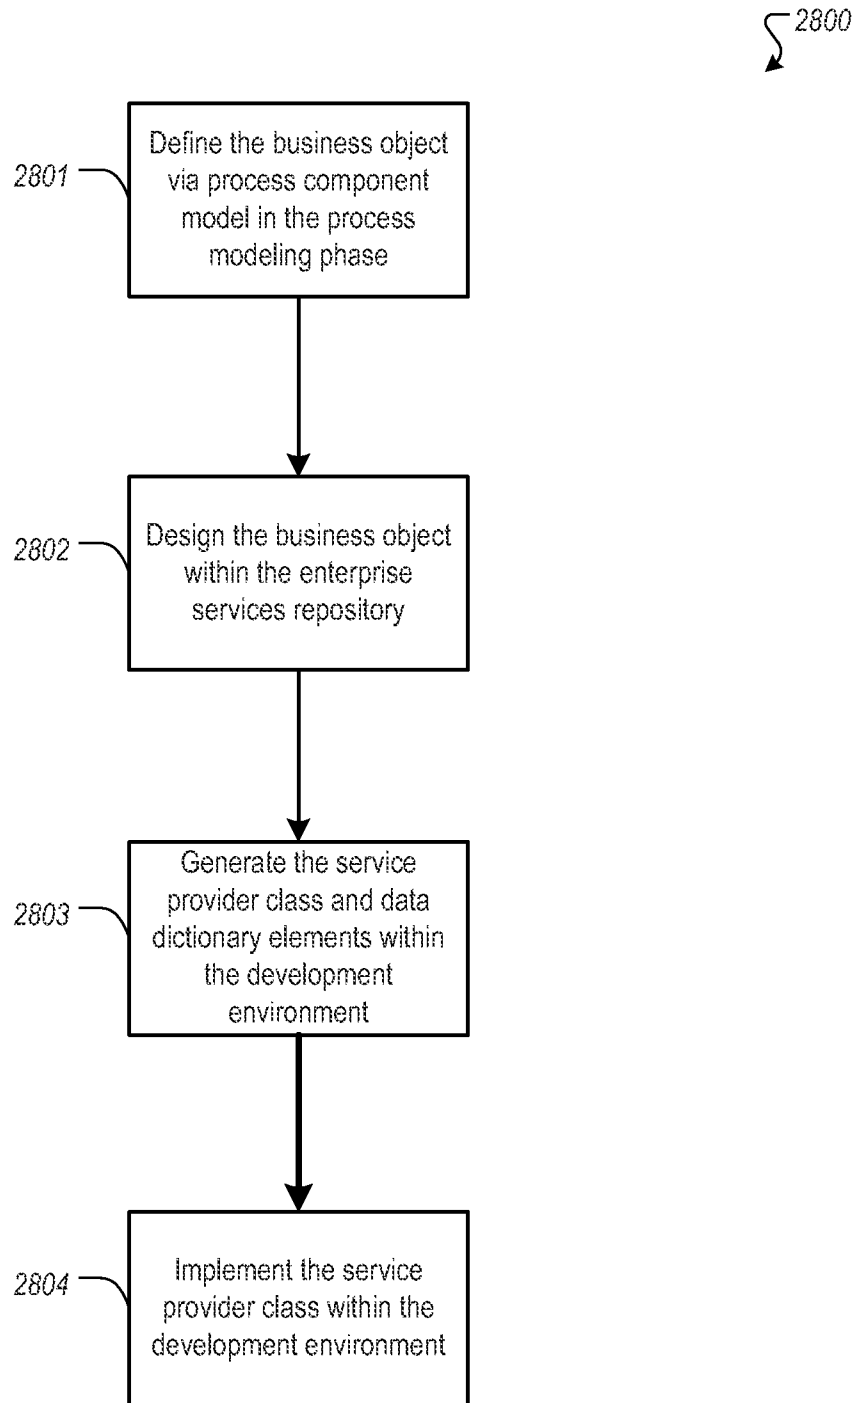 2800
2801
Define the business object
via process component
model in the process
modeling phase
2802
Design the business object
within the enterprise
services repository
2803
Generate the service
provider class and data
dictionary elements within
the development
environment
2804
Implement the service
provider class within the
development environment